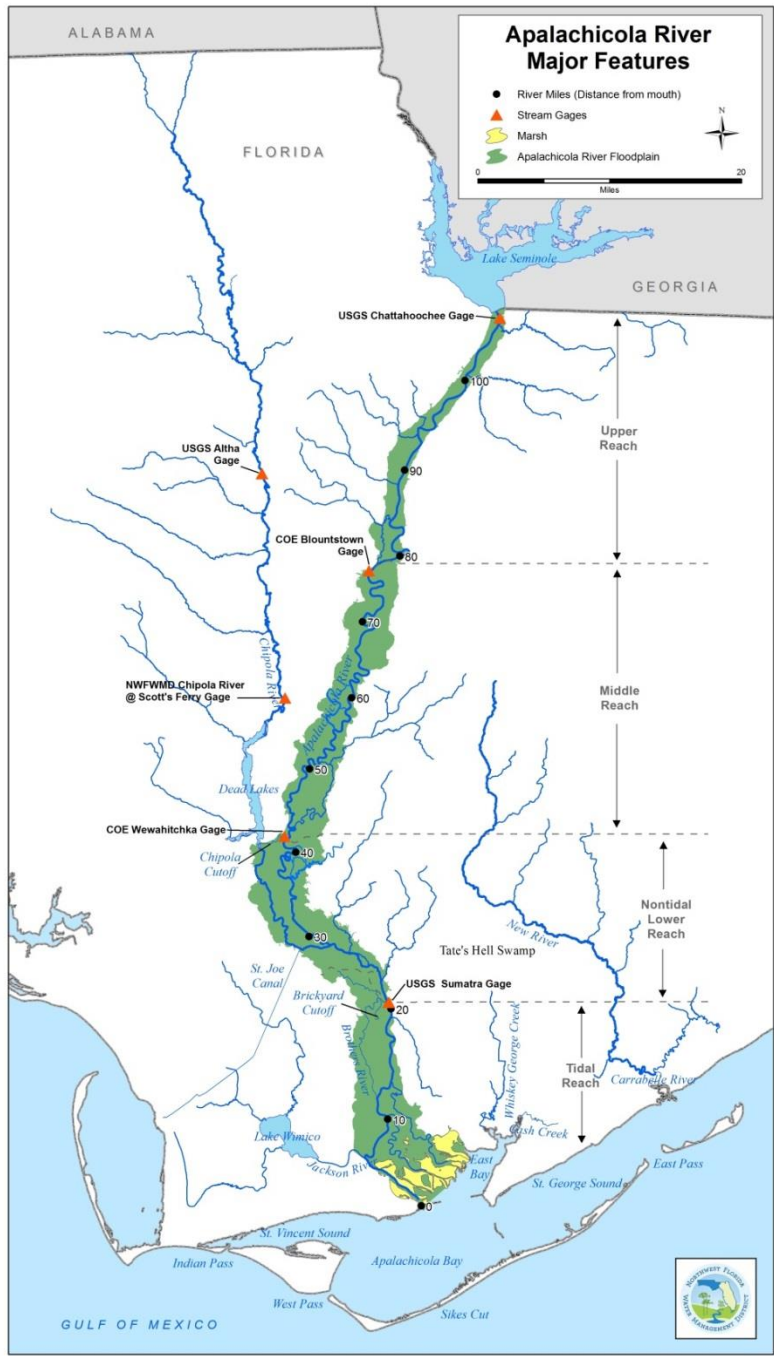 ALABAMA
Apalachicola River
Major Features
River Miles (Distance from mouth)
Stream Gages
Marsh
Apalachicola River Floodplain
N
0
20
Miles
FLORIDA
Lake Seminole
GEORGIA
USGS Chattahoochee Gage
100
Upper
Reach
USGS Altha
Gage
90
COE Blountstown
Gage
80
70
Chipola River
NWFWMD Chipola River
@ Scott's Ferry Gage
Apalachicola River
60
Middle
Reach
50
Dead Lakes
COE Wewahitchka Gage
40
Chipola
Cutoff
Nontidal
Lower
Reach
New River
30
Tate's Hell Swamp
St. Joe
Canal
USGS Sumatra Gage
Brickyard
Cutoff
20
Brothers River
Whiskey George Creek
Tidal
Reach
Carrabelle River
10
Cash Creek
Lake Wimico
Jackson River
East
Bay
East Pass
St. George Sound
0
St. Vincent Sound
Indian Pass
Apalachicola Bay
West Pass
Sikes Cut
GULF OF MEXICO
NORTHWEST FLORIDA
WATER MANAGEMENT DISTRICT